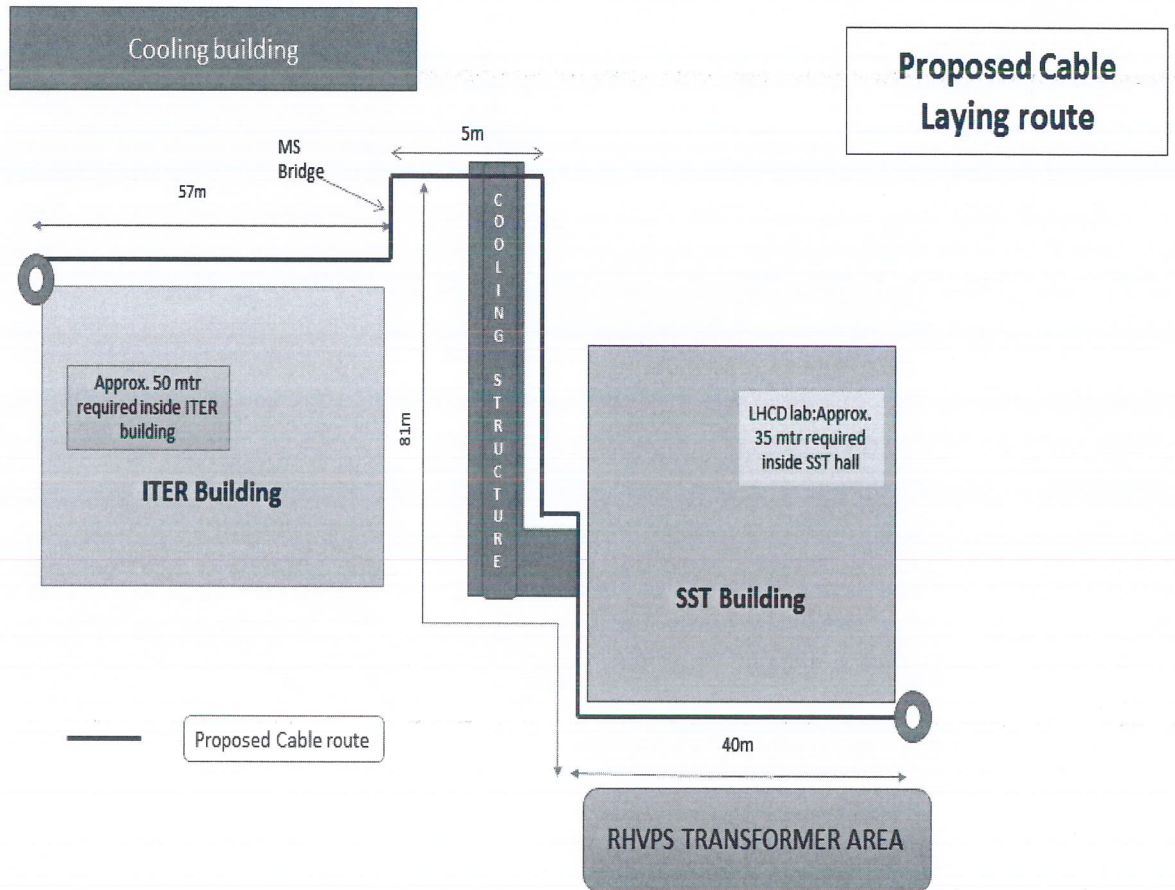 Cooling building
Proposed Cable
Laying route
5m
MS
Bridge
57m
COOLING STRUCTURE
81m
Approx. 50 mtr
required inside ITER
building
ITER Building
LHCD lab:Approx.
35 mtr required
inside SST hall
SST Building
Proposed Cable route
40m
RHVPS TRANSFORMER AREA